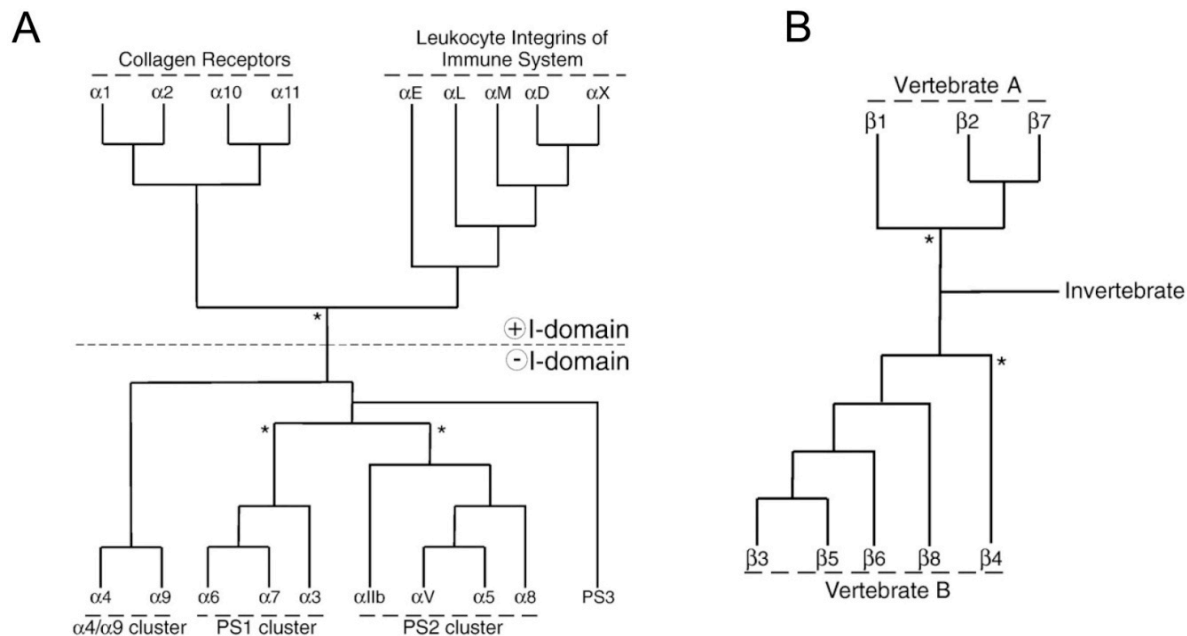 A
Collagen Receptors
α1 α2 α10 α11
Leukocyte Integrins of
Immune System
αE αL αM αD αX
*
+ I-domain
- I-domain
* *
α4 α9 α6 α7 α3 αIIb αV α5 α8 PS3
α4/α9 cluster PS1 cluster PS2 cluster
B
Vertebrate A
β1 β2 β7
*
Invertebrate
*
β3 β5 β6 β8 β4
Vertebrate B